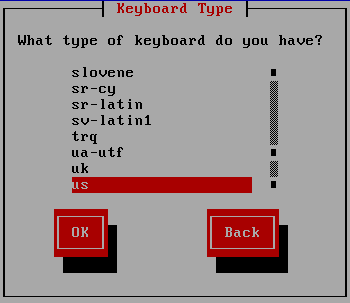 Keyboard Type
What type of keyboard do you have?
slovene
sr-cy
sr-latin
sv-latin1
trq
ua-utf
uk
us
OK
Back